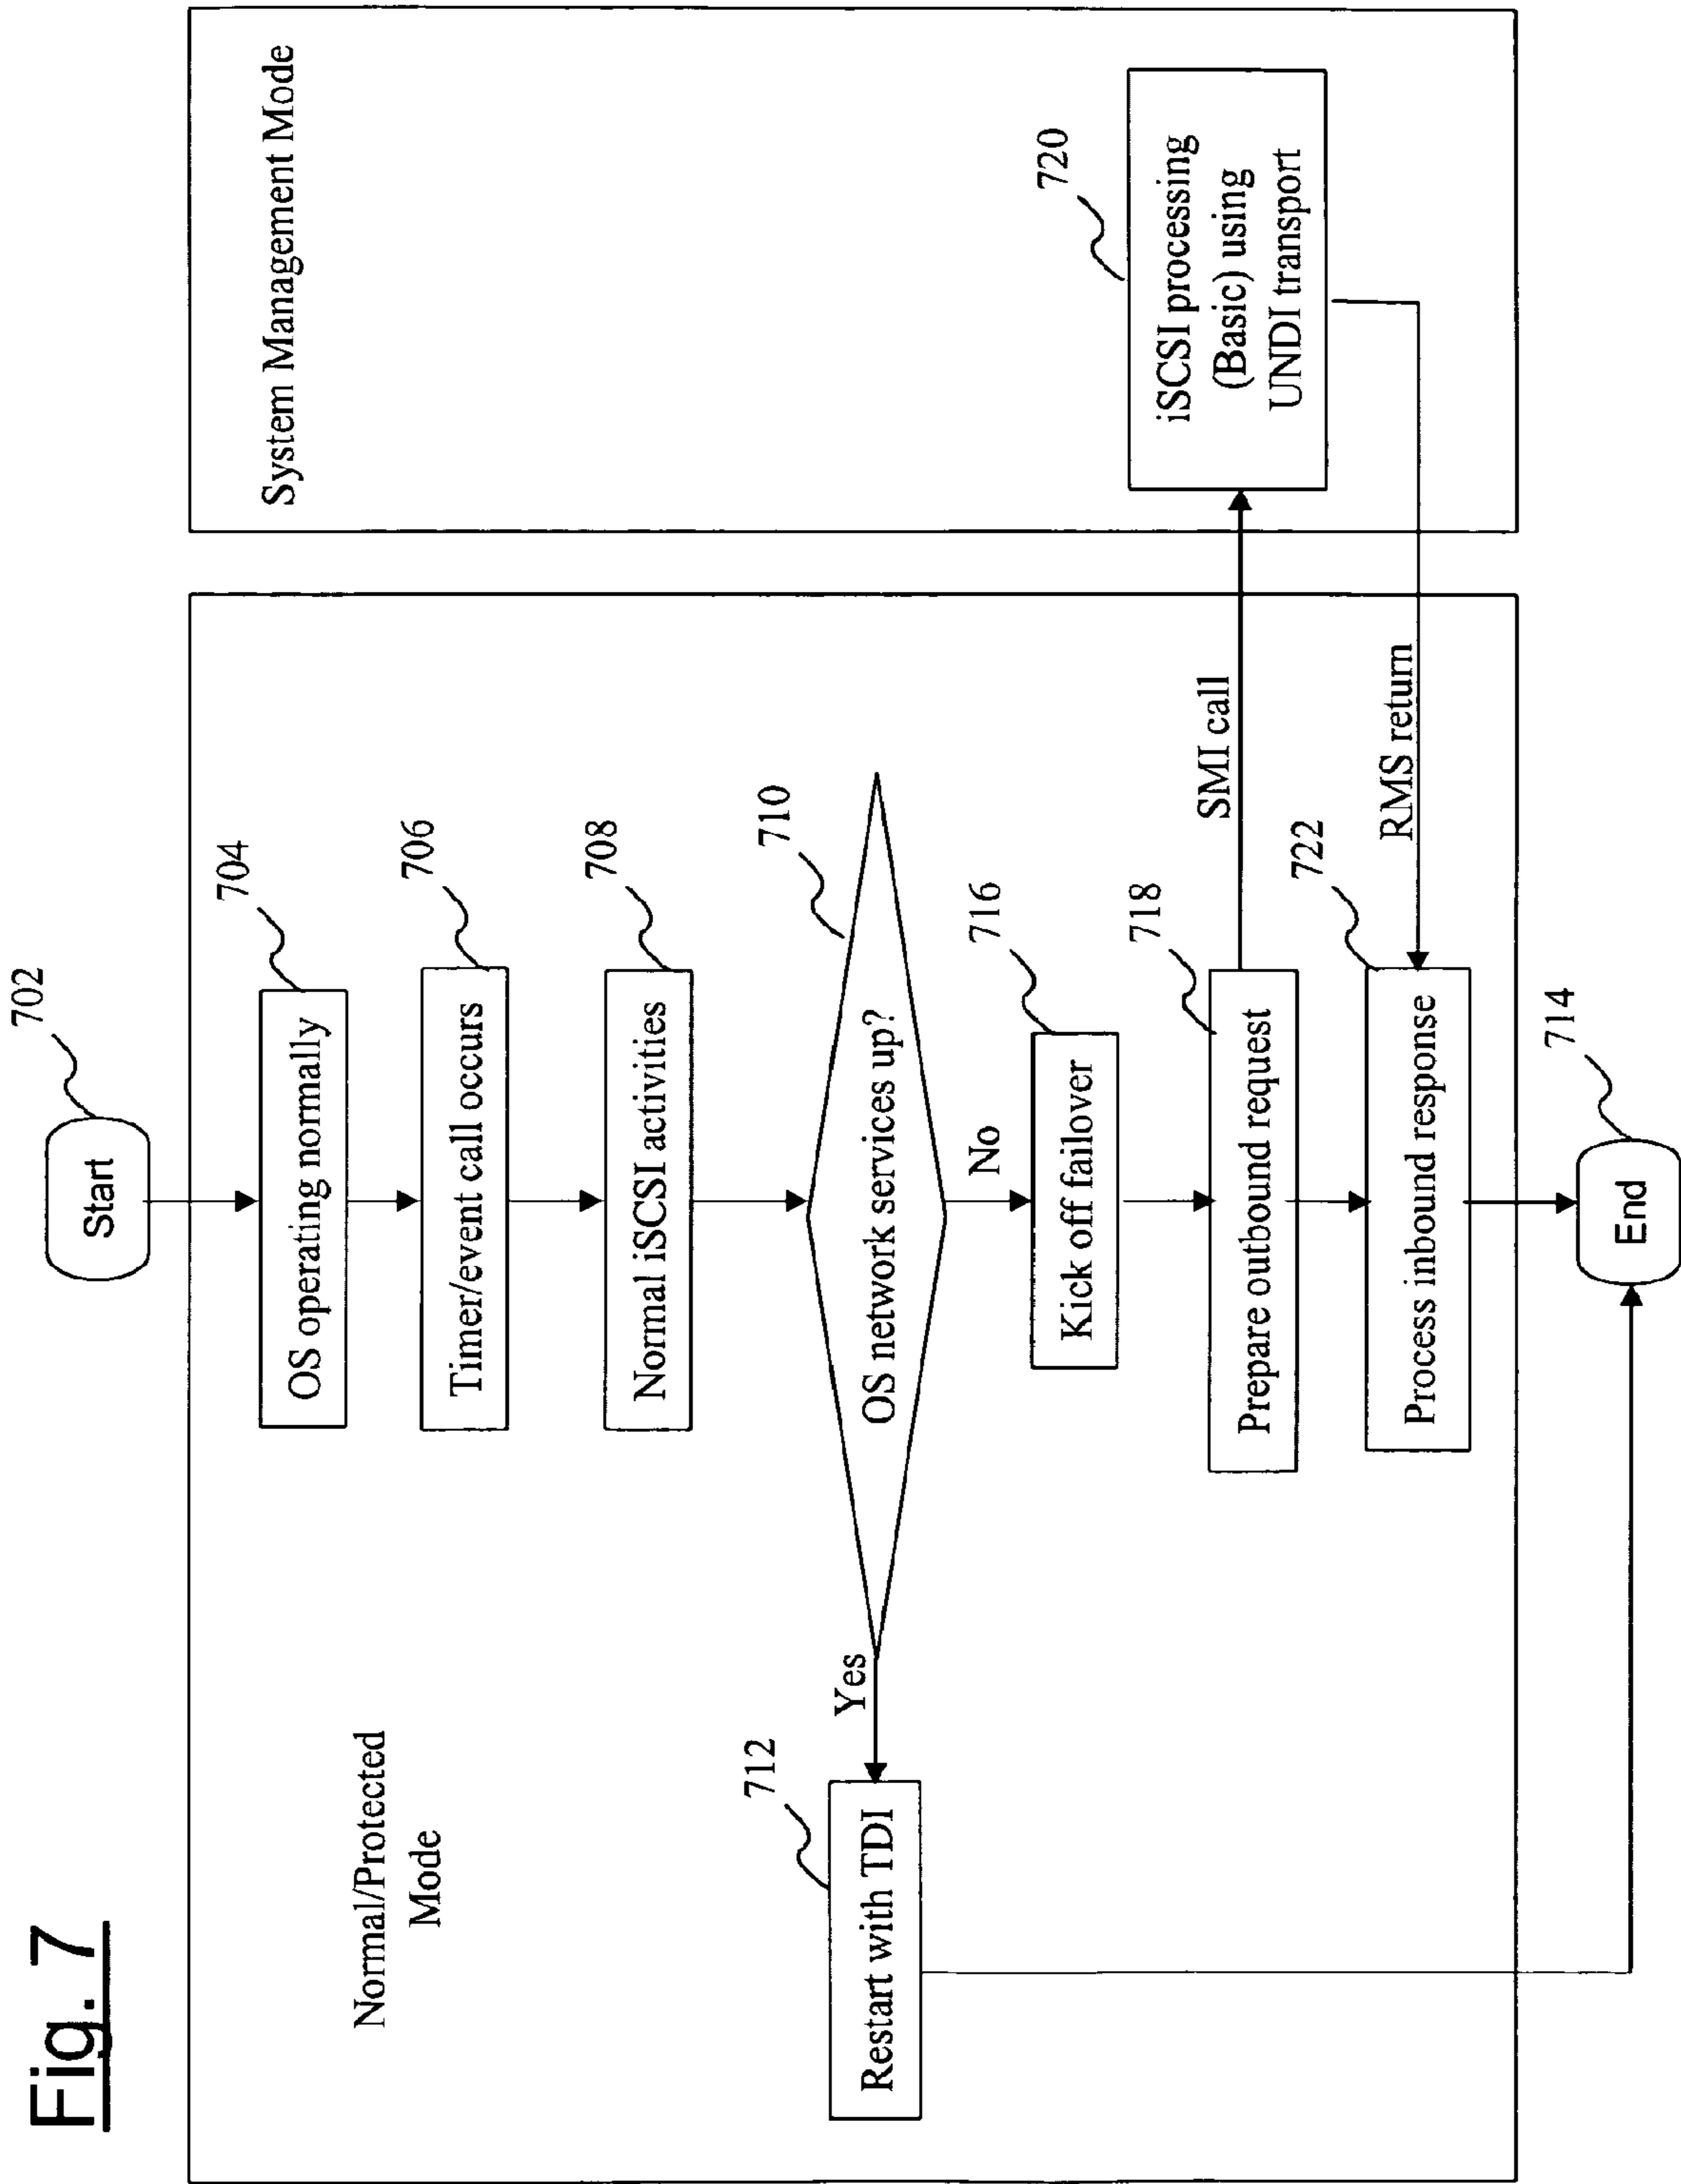 Fig. 7
702
Start
Normal/Protected
Mode
System Management Mode
704
OS operating normally
706
Timer/event call occurs
708
Normal iSCSI activities
710
OS network services up?
Yes
712
Restart with TDI
No
716
Kick off failover
718
Prepare outbound request
SMI call
720
iSCSI processing
(Basic) using
UNDI transport
RMS return
722
Process inbound response
714
End